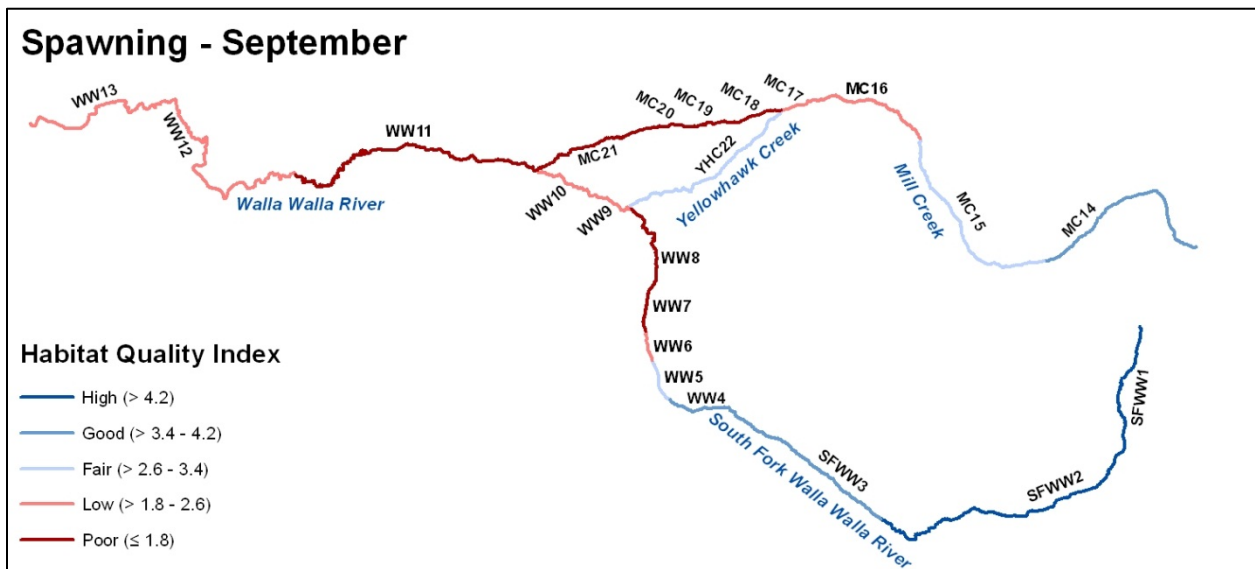 Spawning - September
WW13
WW12
Walla Walla River
WW11
MC21
MC20
MC19
MC18
MC17
MC16
YHC22
Yellowhawk Creek
WW10
WW9
Mill Creek
MC15
MC14
WW8
WW7
WW6
WW5
WW4
South Fork Walla Walla River
SFWW3
SFWW2
SFWW1
Habitat Quality Index
High (> 4.2)
Good (> 3.4 - 4.2)
Fair (> 2.6 - 3.4)
Low (> 1.8 - 2.6)
Poor (≤ 1.8)